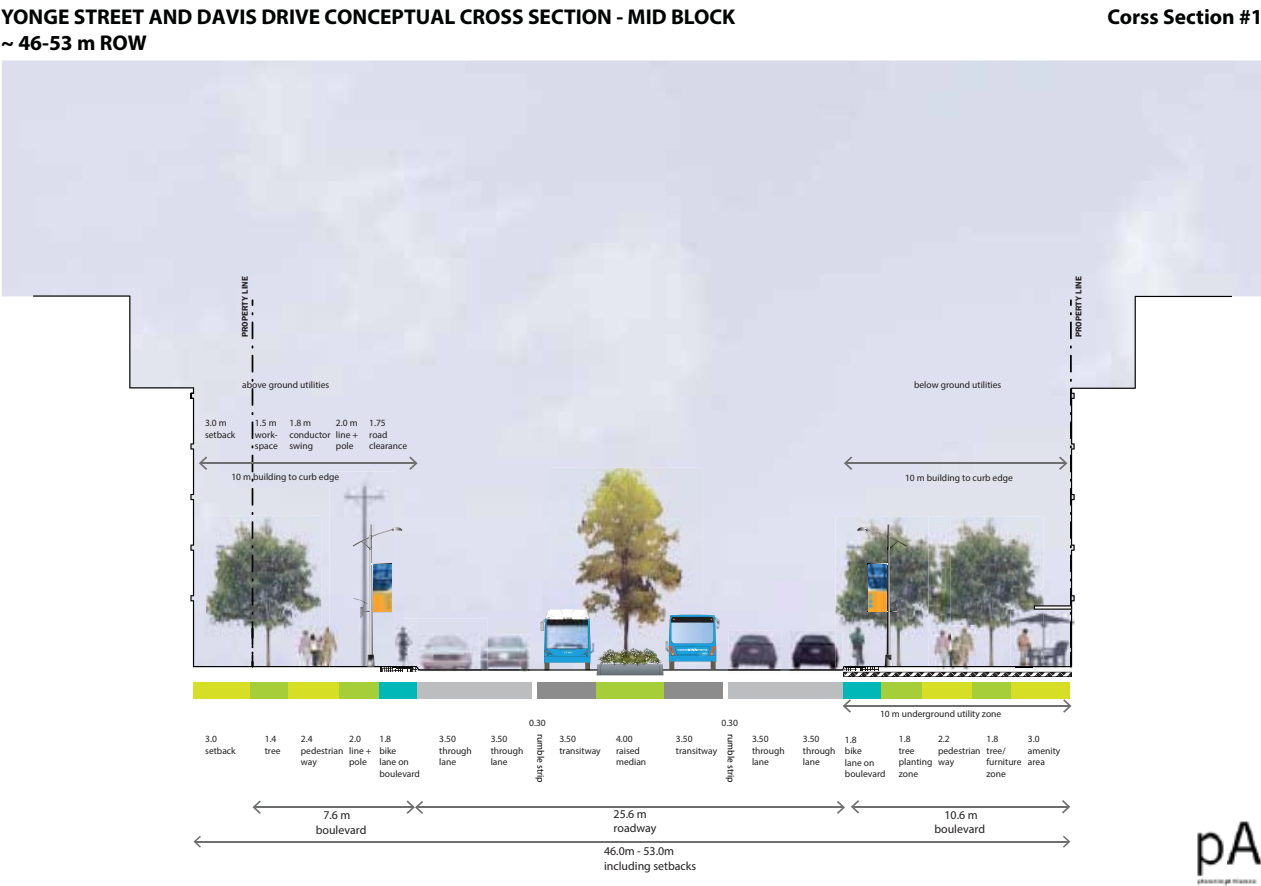 YONGE STREET AND DAVIS DRIVE CONCEPTUAL CROSS SECTION - MID BLOCK
~ 46-53 m ROW
Corss Section #1
PROPERTY LINE
PROPERTY LINE
above ground utilities
below ground utilities
3.0 m
setback
1.5 m
work-
space
1.8 m
conductor
swing
2.0 m
line +
pole
1.75
road
clearance
10 m building to curb edge
10 m building to curb edge
10 m underground utility zone
3.0
setback
1.4
tree
2.4
pedestrian
way
2.0
line +
pole
1.8
bike
lane on
boulevard
3.50
through
lane
3.50
through
lane
0.30
rumble strip
3.50
transitway
4.00
raised
median
3.50
transitway
0.30
rumble strip
3.50
through
lane
3.50
through
lane
1.8
bike
lane on
boulevard
1.8
tree
planting
zone
2.2
pedestrian
way
1.8
tree/
furniture
zone
3.0
amenity
area
7.6 m
boulevard
25.6 m
roadway
10.6 m
boulevard
46.0m - 53.0m
including setbacks
pA